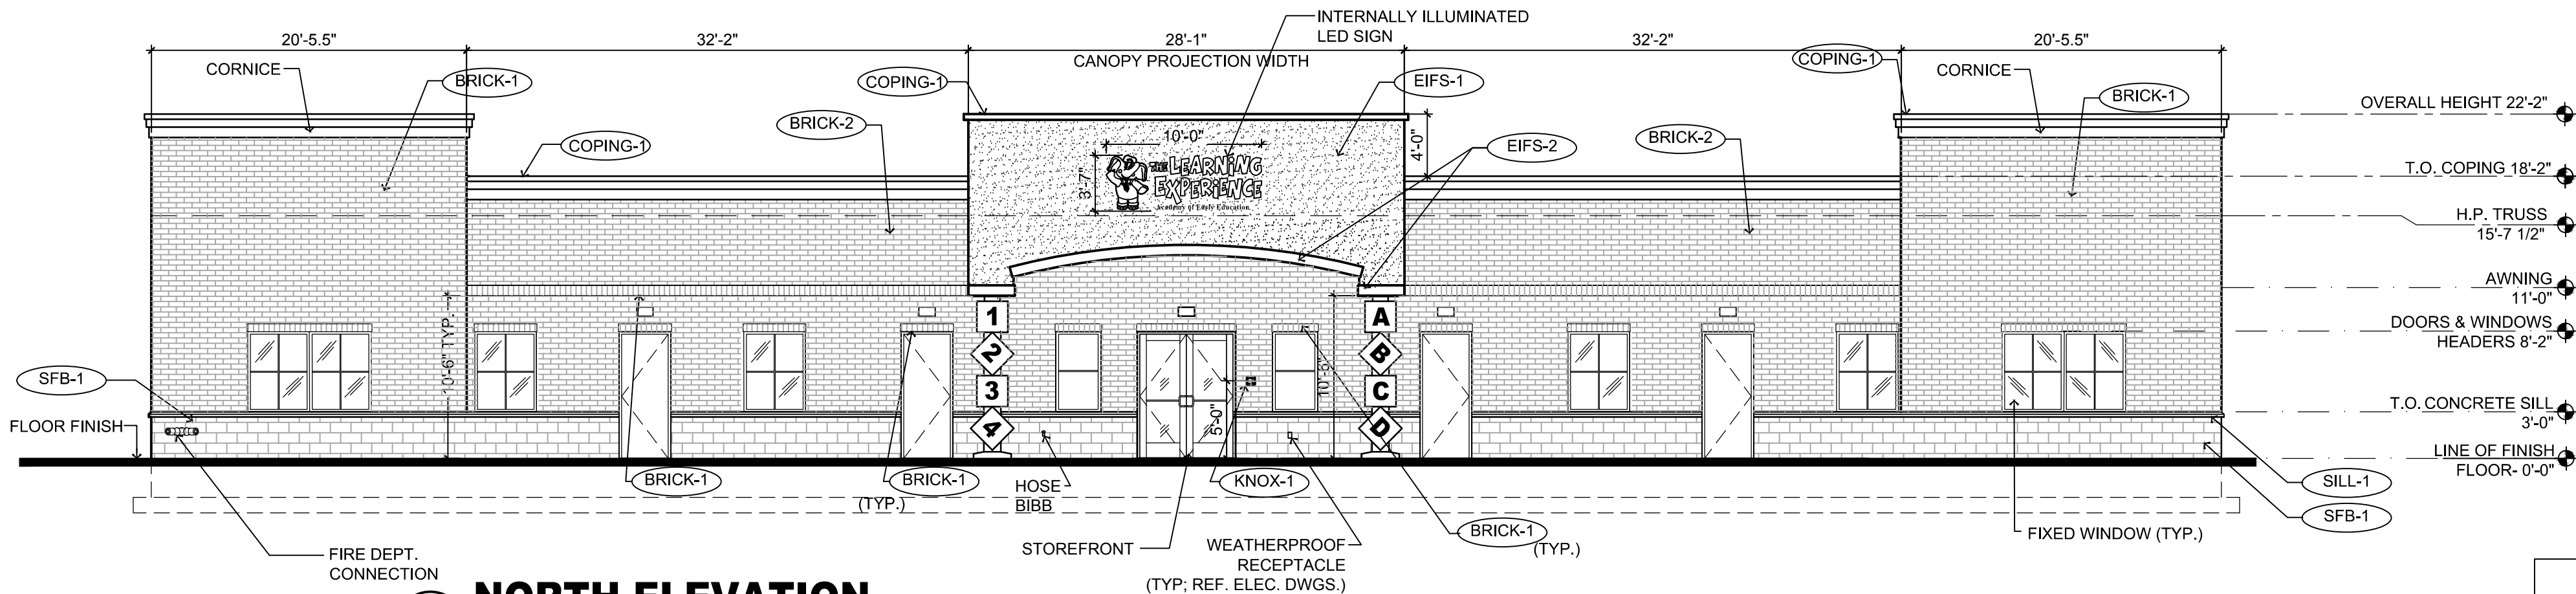 INTERNALLY ILLUMINATED
LED SIGN
20'-5.5"
32'-2"
28'-1"
32'-2"
20'-5.5"
CANOPY PROJECTION WIDTH
CORNICE
BRICK-1
COPING-1
EIFS-1
COPING-1
CORNICE
BRICK-1
OVERALL HEIGHT 22'-2"
BRICK-2
COPING-1
10'-0"
4'-0"
EIFS-2
BRICK-2
3'-7"
THE LEARNING
EXPERIENCE
Academy of Early Education
T.O. COPING 18'-2"
H.P. TRUSS
15'-7 1/2"
AWNING
11'-0"
DOORS & WINDOWS
HEADERS 8'-2"
T.O. CONCRETE SILL
3'-0"
LINE OF FINISH
FLOOR- 0'-0"
10'-6" TYP.
1
2
3
4
A
B
C
D
10'-5"
5'-0"
SFB-1
FLOOR FINISH
BRICK-1
BRICK-1
(TYP.)
HOSE
BIBB
KNOX-1
SILL-1
SFB-1
BRICK-1
(TYP.)
FIXED WINDOW (TYP.)
FIRE DEPT.
CONNECTION
STOREFRONT
WEATHERPROOF
RECEPTACLE
(TYP; REF. ELEC. DWGS.)
NORTH ELEVATION